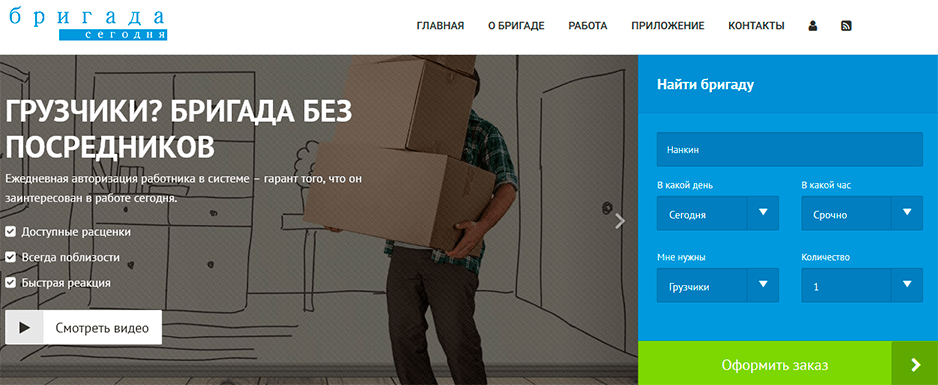 бригада
сегодня
ГЛАВНАЯ О БРИГАДЕ РАБОТА ПРИЛОЖЕНИЕ КОНТАКТЫ
ГРУЗЧИКИ? БРИГАДА БЕЗ
ПОСРЕДНИКОВ
Ежедневная авторизация работника в системе – гарант того, что он
заинтересован в работе сегодня.
Доступные расценки
Всегда поблизости
Быстрая реакция
Смотреть видео
Найти бригаду
Нанкин
В какой день В какой час
Сегодня Срочно
Мне нужны Количество
Грузчики 1
Оформить заказ